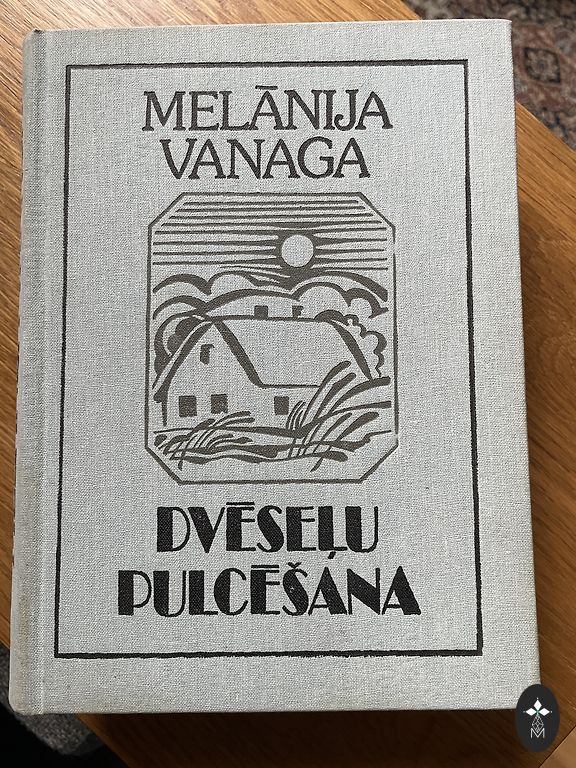 MELĀNIJA
VANAGA
DVĒSEĻU
PULCĒŠANA
M